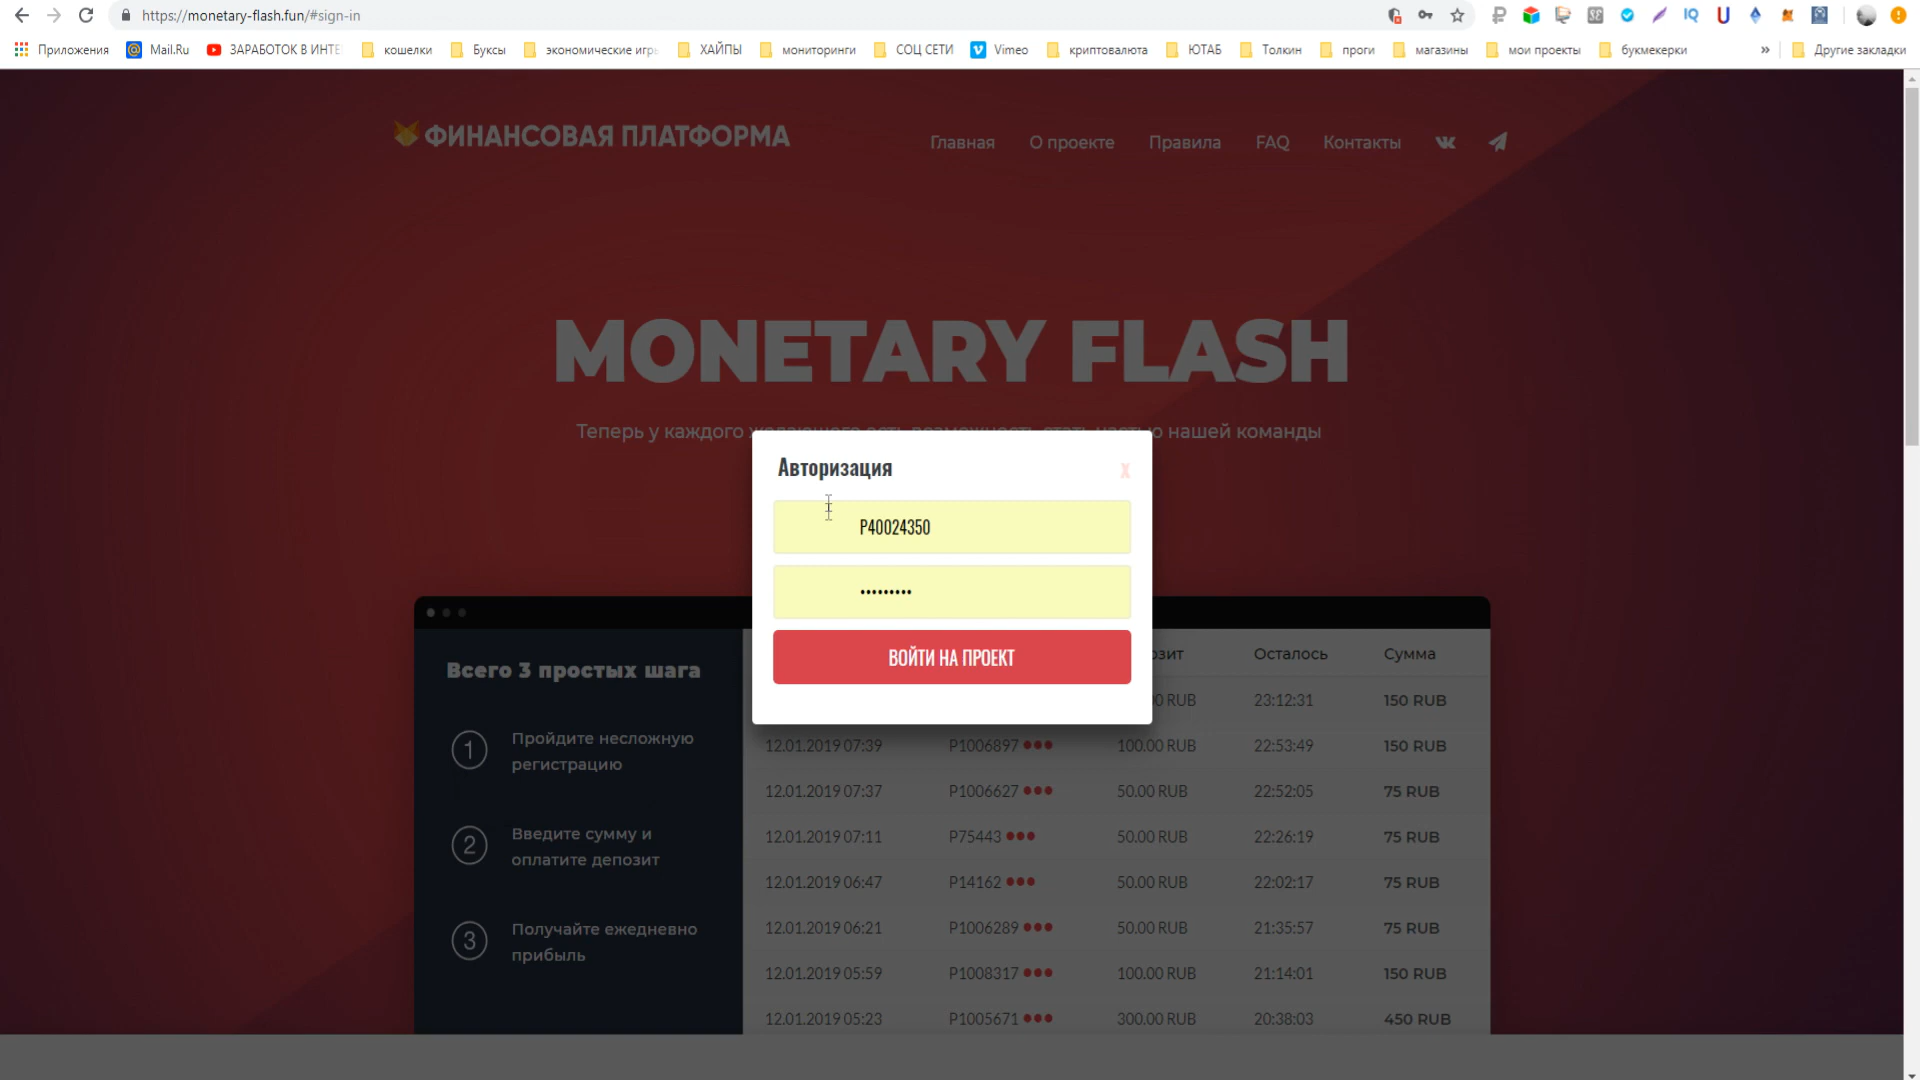 https://monetary-flash.fun/#sign-in
Приложения
Mail.Ru
ЗАРАБОТОК В ИНТЕ
кошелки
Буксы
экономические игр
ХАЙПЫ
мониторинги
СОЦ СЕТИ
Vimeo
криптовалюта
ЮТАБ
Толкин
проги
магазины
мои проекты
букмекерки
»
Другие закладки
ФИНАНСОВАЯ ПЛАТФОРМА
Главная
О проекте
Правила
FAQ
Контакты
MONETARY FLASH
Теперь у каждого желающего есть возможность стать частью нашей команды
Авторизация
x
P40024350
•••••••••
ВОЙТИ НА ПРОЕКТ
Всего 3 простых шага
1 Пройдите несложную
регистрацию
2 Введите сумму и
оплатите депозит
3 Получайте ежедневно
прибыль
Осталось Сумма
RUB 23:12:31 150 RUB
12.01.2019 07:39 P1006897 100.00 RUB 22:53:49 150 RUB
12.01.2019 07:37 P1006627 50.00 RUB 22:52:05 75 RUB
12.01.2019 07:11 P75443 50.00 RUB 22:26:19 75 RUB
12.01.2019 06:47 P14162 50.00 RUB 22:02:17 75 RUB
12.01.2019 06:21 P1006289 50.00 RUB 21:35:57 75 RUB
12.01.2019 05:59 P1008317 100.00 RUB 21:14:01 150 RUB
12.01.2019 05:23 P1005671 300.00 RUB 20:38:03 450 RUB